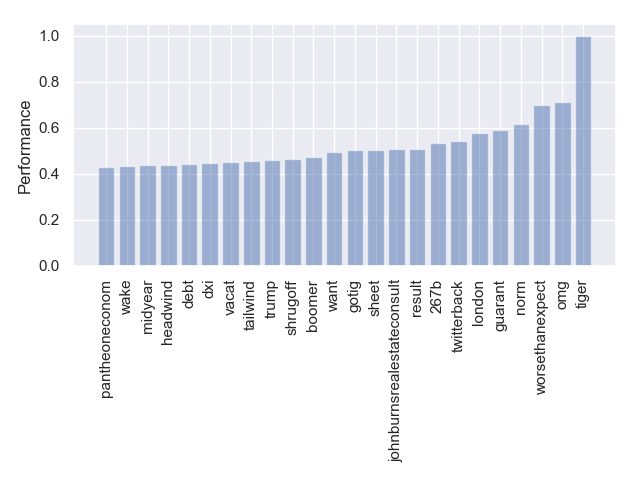 1.0
0.8
0.6
0.4
0.2
0.0
Performance
pantheoneconom
wake
midyear
headwind
debt
dxi
vacat
tailwind
trump
shrugoff
boomer
want
gotig
sheet
johnburnsrealestateconsult
result
267b
twitterback
london
guarant
norm
worsethanexpect
omg
tiger